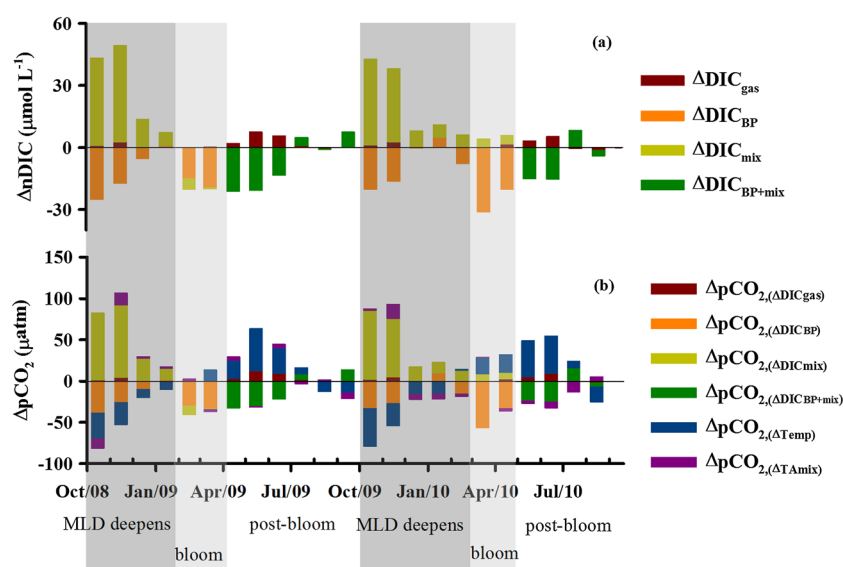 60
30
0
-30
ΔnDIC (μmol L⁻¹)
(a)
ΔDICgas
ΔDICBP
ΔDICmix
ΔDICBP+mix
150
100
50
0
-50
-100
ΔpCO2 (μatm)
(b)
ΔpCO2,(ΔDICgas)
ΔpCO2,(ΔDICBP)
ΔpCO2,(ΔDICmix)
ΔpCO2,(ΔDICBP+mix)
ΔpCO2,(ΔTemp)
ΔpCO2,(ΔTAmix)
Oct/08 Jan/09 Apr/09 Jul/09 Oct/09 Jan/10 Apr/10 Jul/10
MLD deepens post-bloom MLD deepens post-bloom
bloom bloom